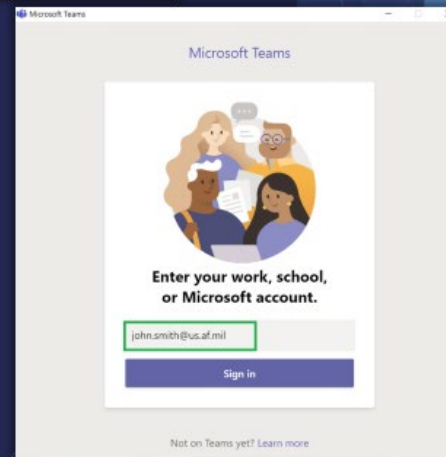 Microsoft Teams
Microsoft Teams
Enter your work, school,
or Microsoft account.
john.smith@us.af.mil
Sign in
Not on Teams yet? Learn more